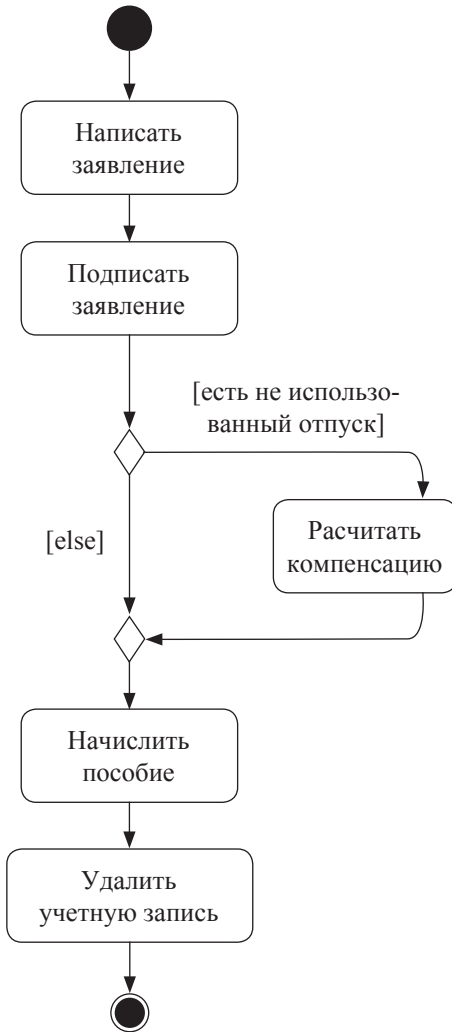 Написать
заявление
Подписать
заявление
[есть не использо-
ванный отпуск]
[else]
Расчитать
компенсацию
Начислить
пособие
Удалить
учетную запись